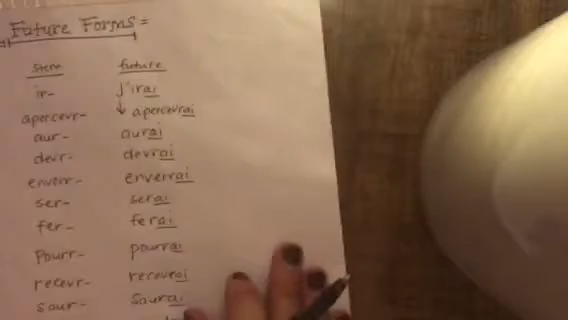 Future Forms =
stem future
ir- j'irai
apercevr- ↓ apercevrai
aur- aurai
devr- devrai
enverr- enverrai
ser- serai
fer- ferai
pourr- pourrai
recevr- recevrai
saur- saurai